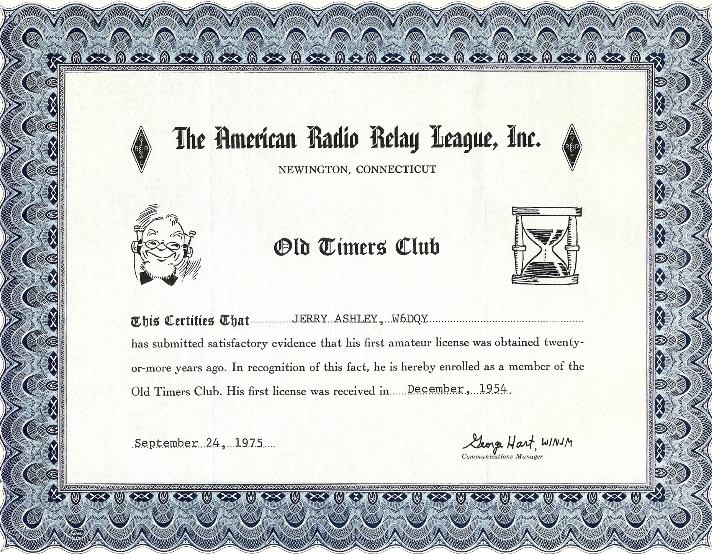 The American Radio Relay League, Inc.
NEWINGTON, CONNECTICUT
Old Timers Club
This Certifies That JERRY ASHLEY, W6DQY
has submitted satisfactory evidence that his first amateur license was obtained twenty-
or-more years ago. In recognition of this fact, he is hereby enrolled as a member of the
Old Timers Club. His first license was received in December, 1954.
September 24, 1975
George Hart, W1NJM
Communications Manager